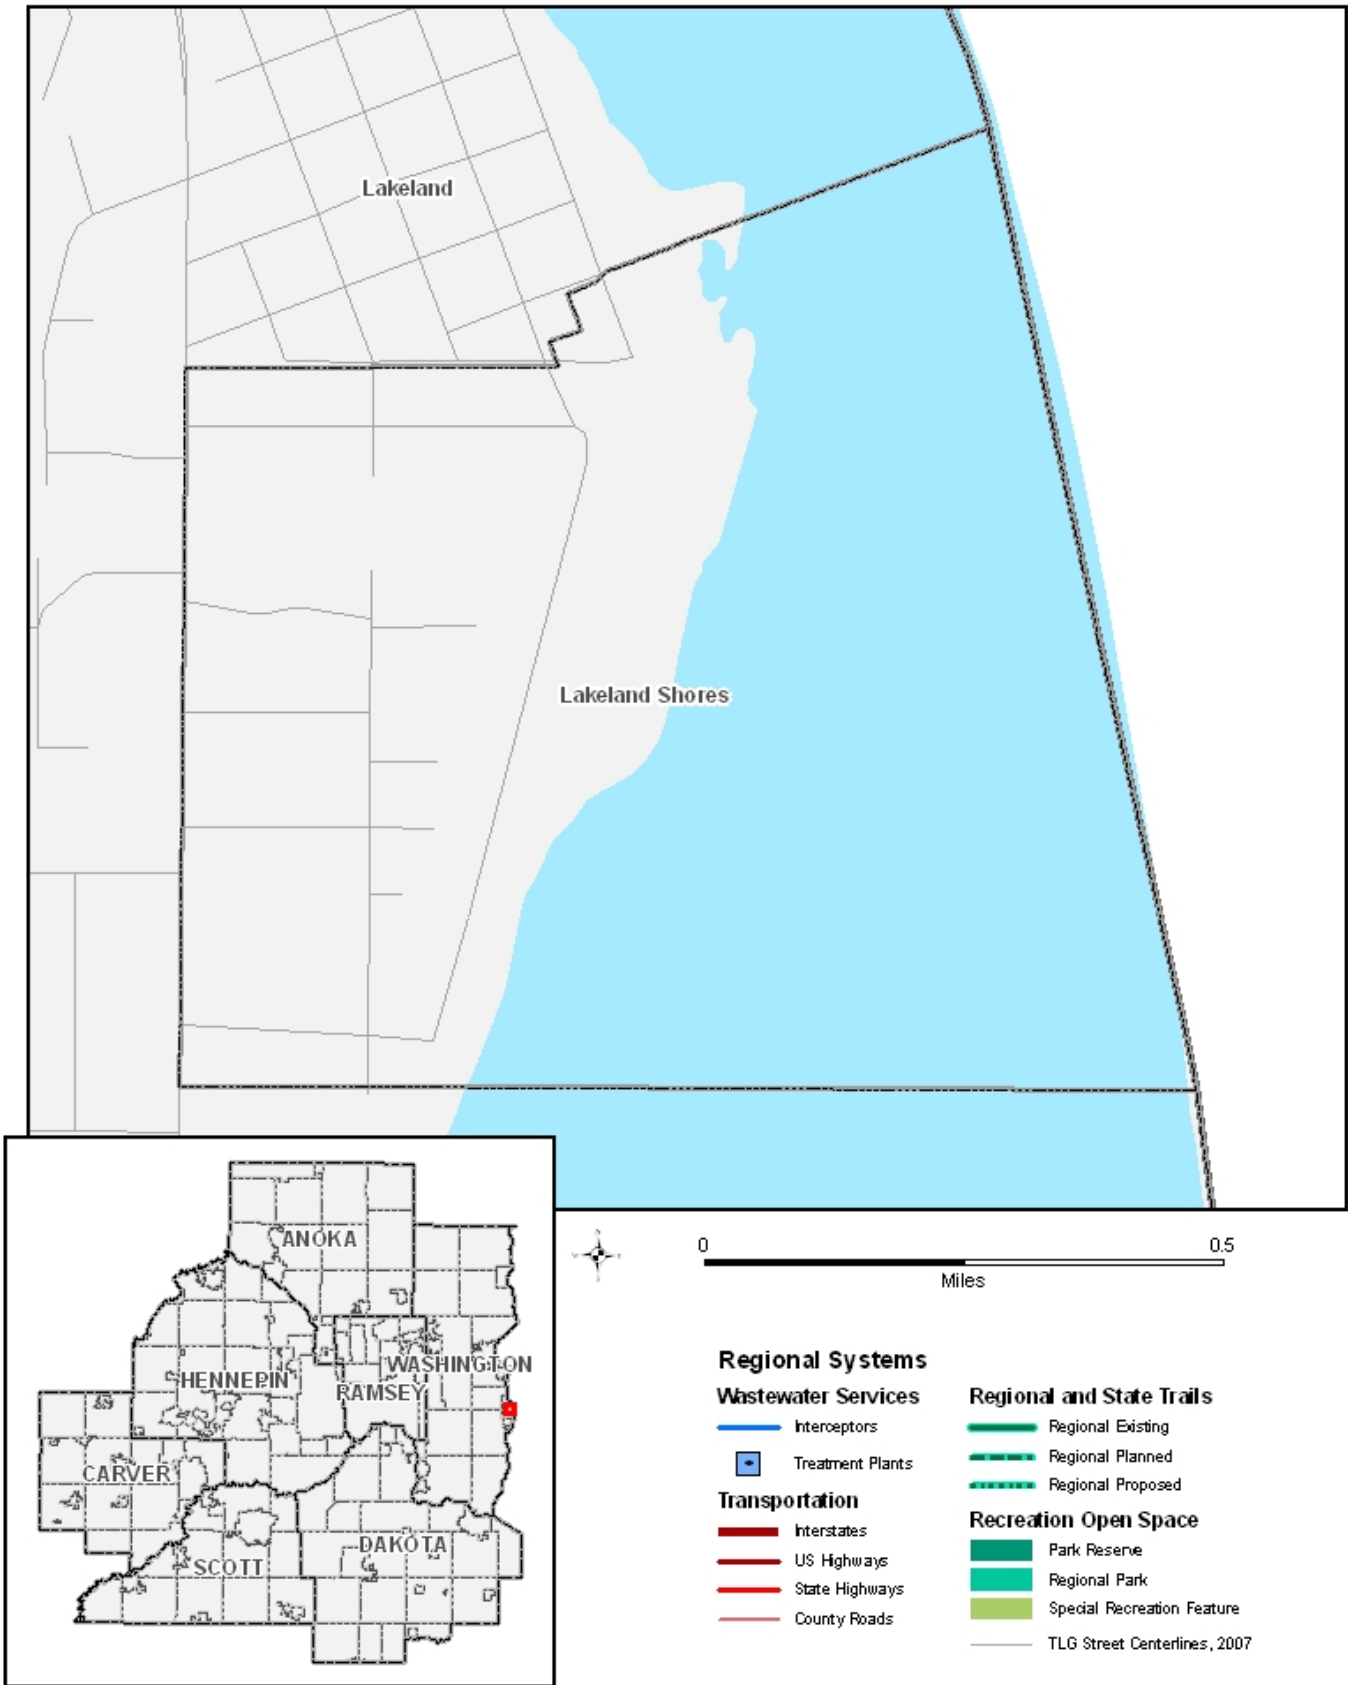 Lakeland
Lakeland Shores
ANOKA
WASHINGTON
HENNEPIN
RAMSEY
CARVER
DAKOTA
SCOTT
0 0.5
Miles
Regional Systems
Wastewater Services
Interceptors
Treatment Plants
Transportation
Interstates
US Highways
State Highways
County Roads
Regional and State Trails
Regional Existing
Regional Planned
Regional Proposed
Recreation Open Space
Park Reserve
Regional Park
Special Recreation Feature
TLG Street Centerlines, 2007